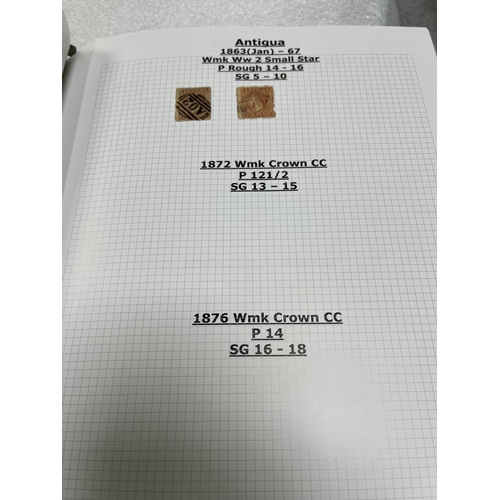 Antigua
1863(Jan) – 67
Wmk Ww 2 Small Star
P Rough 14 - 16
SG 5 – 10
A02
1872 Wmk Crown CC
P 121/2
SG 13 – 15
1876 Wmk Crown CC
P 14
SG 16 - 18